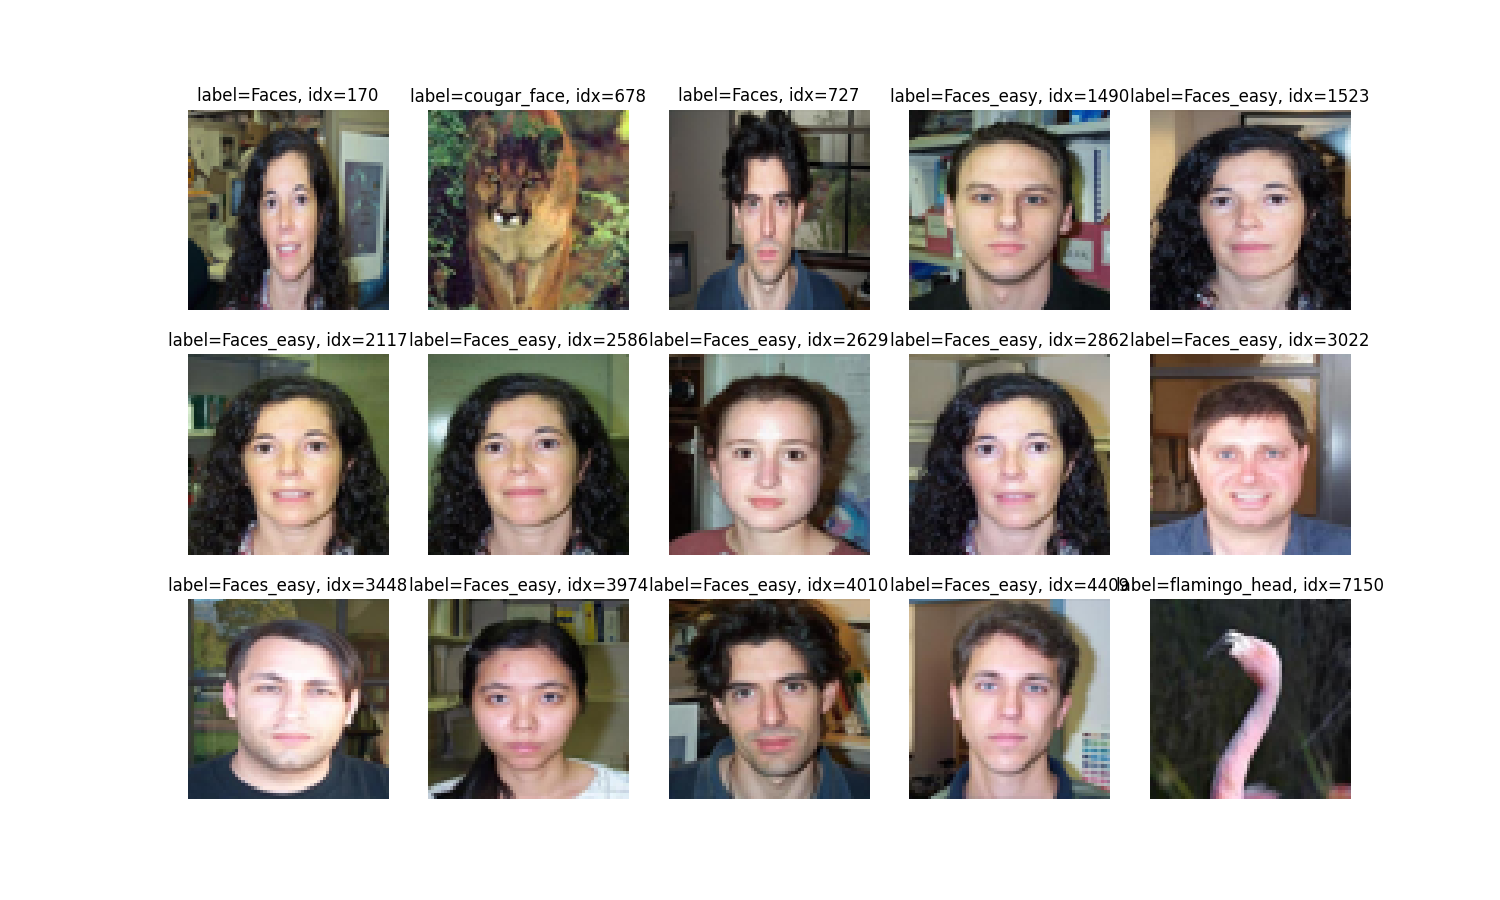 label=Faces, idx=170
label=cougar_face, idx=678
label=Faces, idx=727
label=Faces_easy, idx=1490
label=Faces_easy, idx=1523
label=Faces_easy, idx=2117
label=Faces_easy, idx=2586
label=Faces_easy, idx=2629
label=Faces_easy, idx=2862
label=Faces_easy, idx=3022
label=Faces_easy, idx=3448
label=Faces_easy, idx=3974
label=Faces_easy, idx=4010
label=Faces_easy, idx=4409
label=flamingo_head, idx=7150